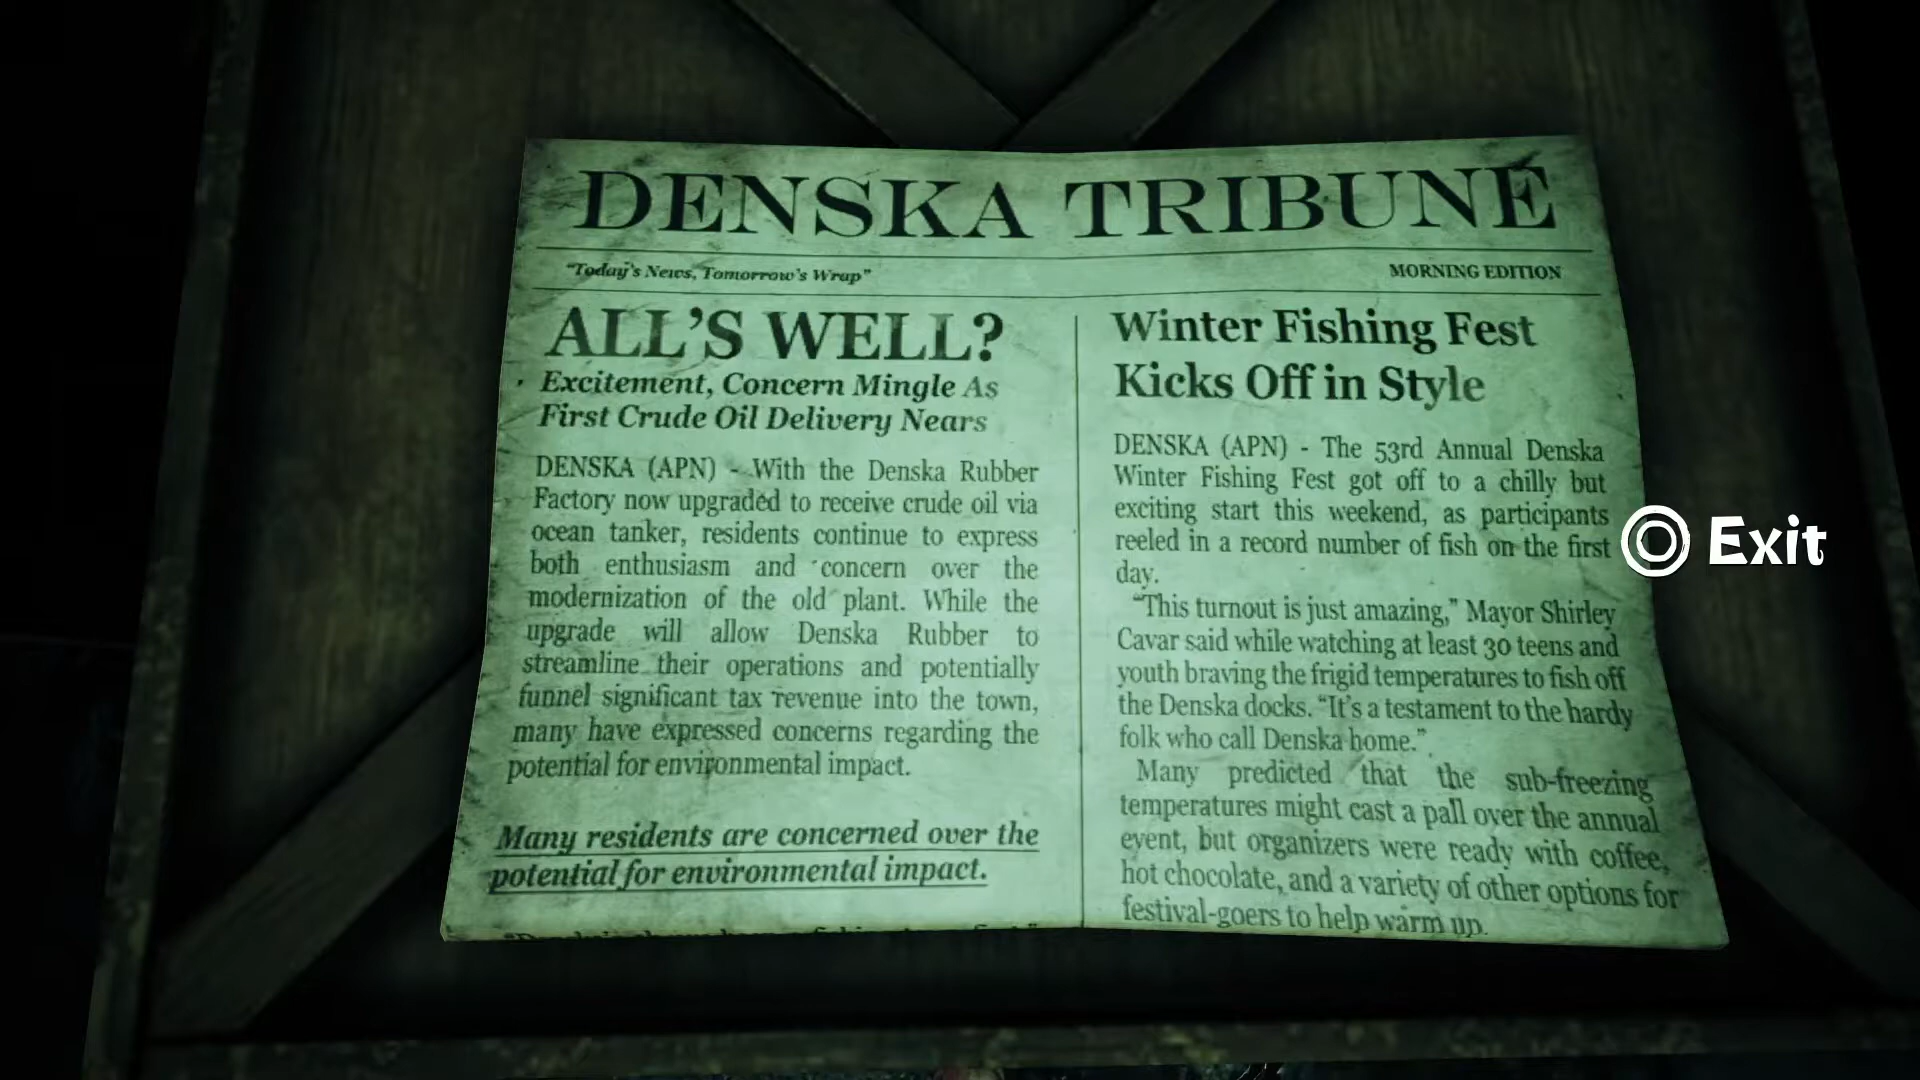 DENSKA TRIBUNE
"Today's News, Tomorrow's Wrap"
MORNING EDITION
ALL'S WELL?
Excitement, Concern Mingle As
First Crude Oil Delivery Nears
DENSKA (APN) - With the Denska Rubber
Factory now upgraded to receive crude oil via
ocean tanker, residents continue to express
both enthusiasm and concern over the
modernization of the old plant. While the
upgrade will allow Denska Rubber to
streamline their operations and potentially
funnel significant tax revenue into the town,
many have expressed concerns regarding the
potential for environmental impact.
Many residents are concerned over the
potential for environmental impact.
Winter Fishing Fest
Kicks Off in Style
DENSKA (APN) - The 53rd Annual Denska
Winter Fishing Fest got off to a chilly but
exciting start this weekend, as participants
reeled in a record number of fish on the first
day.
"This turnout is just amazing," Mayor Shirley
Cavar said while watching at least 30 teens and
youth braving the frigid temperatures to fish off
the Denska docks. "It's a testament to the hardy
folk who call Denska home."
Many predicted that the sub-freezing
temperatures might cast a pall over the annual
event, but organizers were ready with coffee,
hot chocolate, and a variety of other options for
festival-goers to help warm up.
Exit